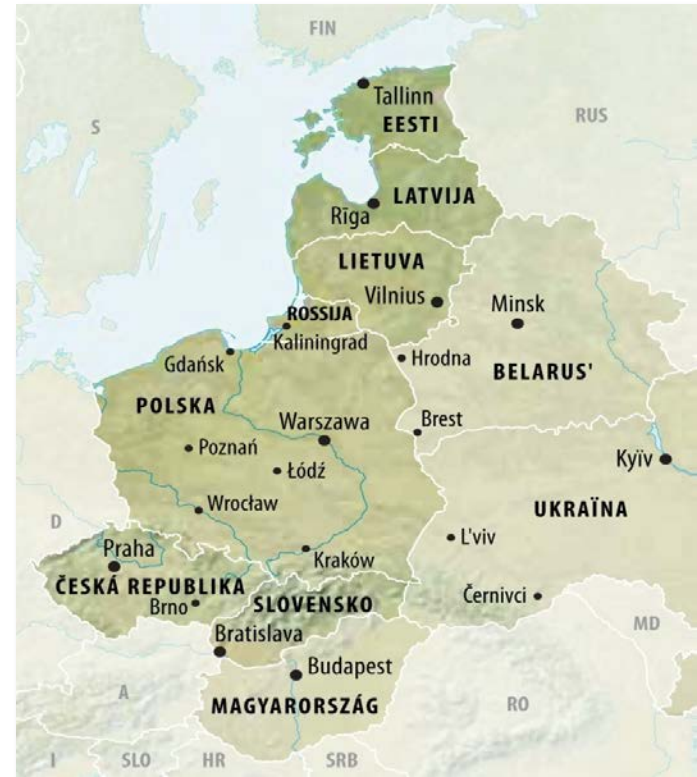 FIN
S
RUS
Tallinn
EESTI
LATVIJA
Rīga
LIETUVA
Vilnius
ROSSIJA
Kaliningrad
Minsk
Gdańsk
Hrodna
BELARUS'
POLSKA
Warszawa
Brest
Poznań
Łódź
Kyïv
Wrocław
UKRAÏNA
D
L'viv
Praha
Kraków
ČESKÁ REPUBLIKA
Brno
SLOVENSKO
Černivci
MD
Bratislava
Budapest
A
MAGYARORSZÁG
RO
I
SLO
HR
SRB